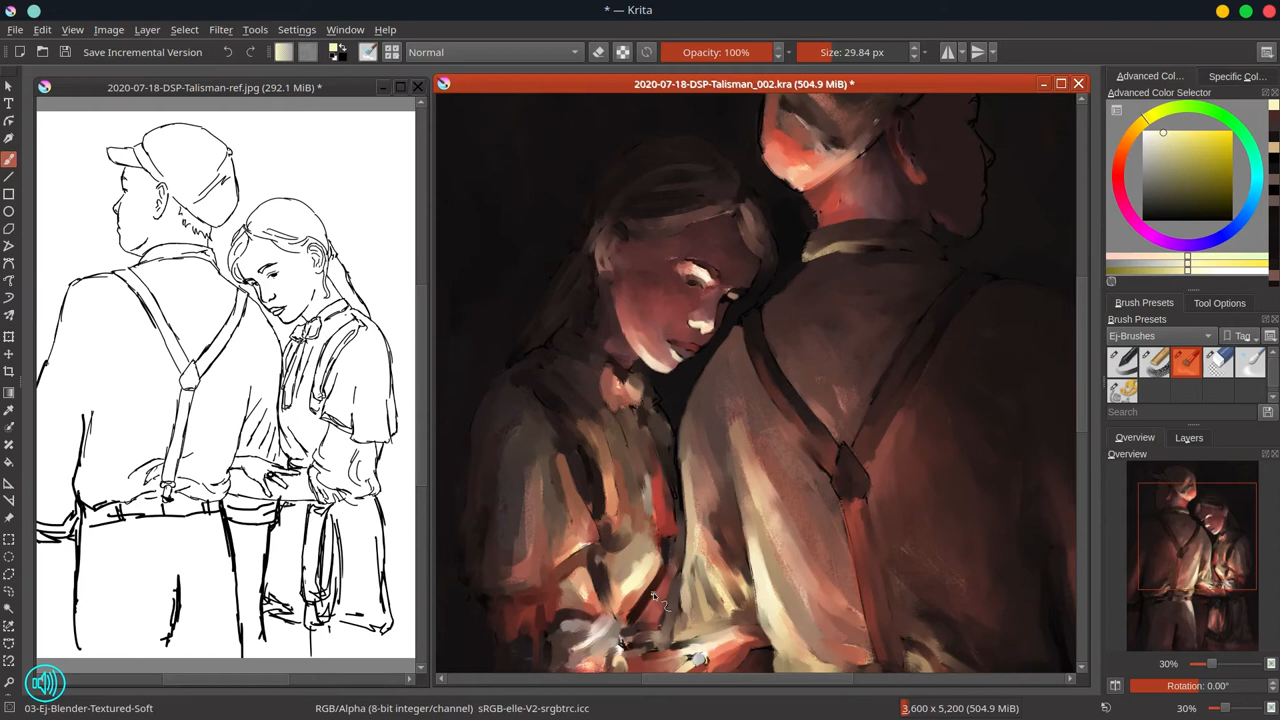 * — Krita
File Edit View Image Layer Select Filter Tools Settings Window Help
Save Incremental Version Normal Opacity: 100% Size: 29.84 px
2020-07-18-DSP-Talisman-ref.jpg (292.1 MiB) *
2020-07-18-DSP-Talisman_002.kra (504.9 MiB) *
Advanced Col... Specific Col...
Advanced Color Selector
Brush Presets Tool Options
Brush Presets
Ej-Brushes Tag
Search
Overview Layers
Overview
30%
Rotation: 0.00°
03-Ej-Blender-Textured-Soft RGB/Alpha (8-bit integer/channel) sRGB-elle-V2-srgbtrc.icc 3,600 x 5,200 (504.9 MiB) 30%